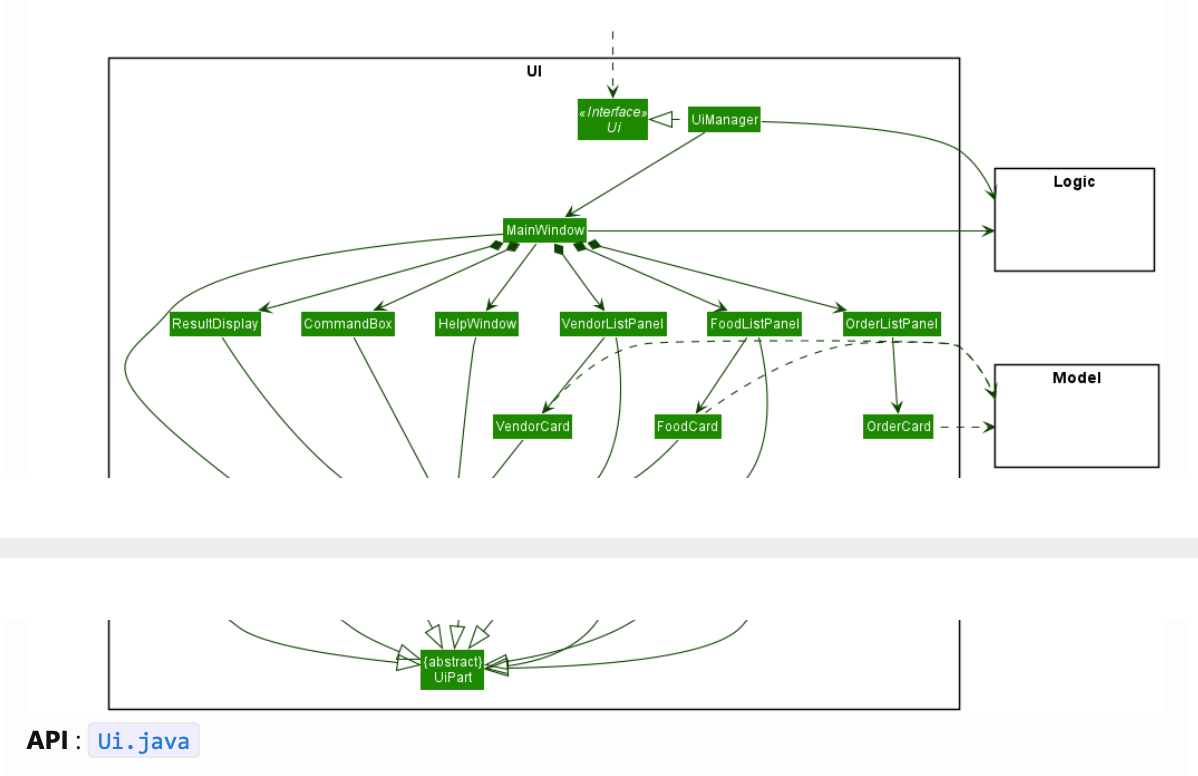 UI
«Interface»
Ui
UiManager
Logic
MainWindow
ResultDisplay
CommandBox
HelpWindow
VendorListPanel
FoodListPanel
OrderListPanel
Model
VendorCard
FoodCard
OrderCard
{abstract}
UiPart
API : Ui.java